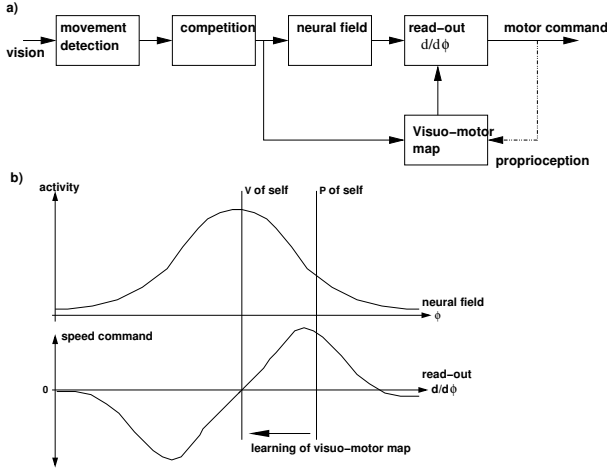 a)
vision
movement
detection
competition
neural field
read-out
d/dϕ
motor command
Visuo-motor
map
proprioception
b)
activity
V of self
P of self
neural field
ϕ
speed command
0
read-out
d/dϕ
learning of visuo-motor map